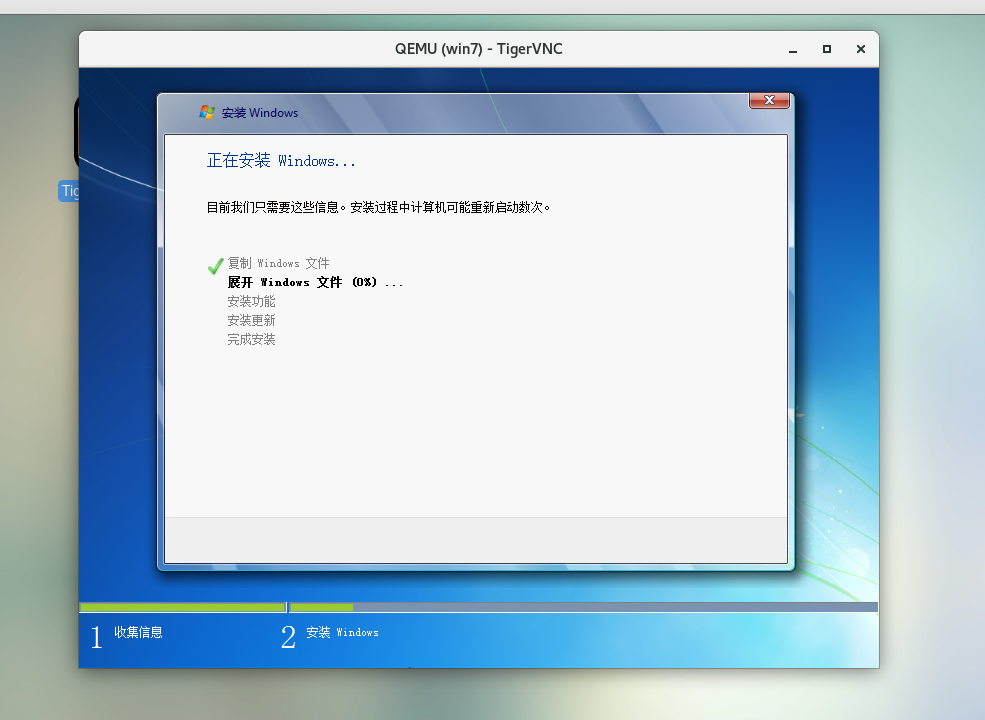 QEMU (win7) - TigerVNC
安装 Windows
正在安装 Windows...
Tig
目前我们只需要这些信息。安装过程中计算机可能重新启动数次。
复制 Windows 文件
展开 Windows 文件 (0%) ...
安装功能
安装更新
完成安装
1 收集信息
2 安装 Windows